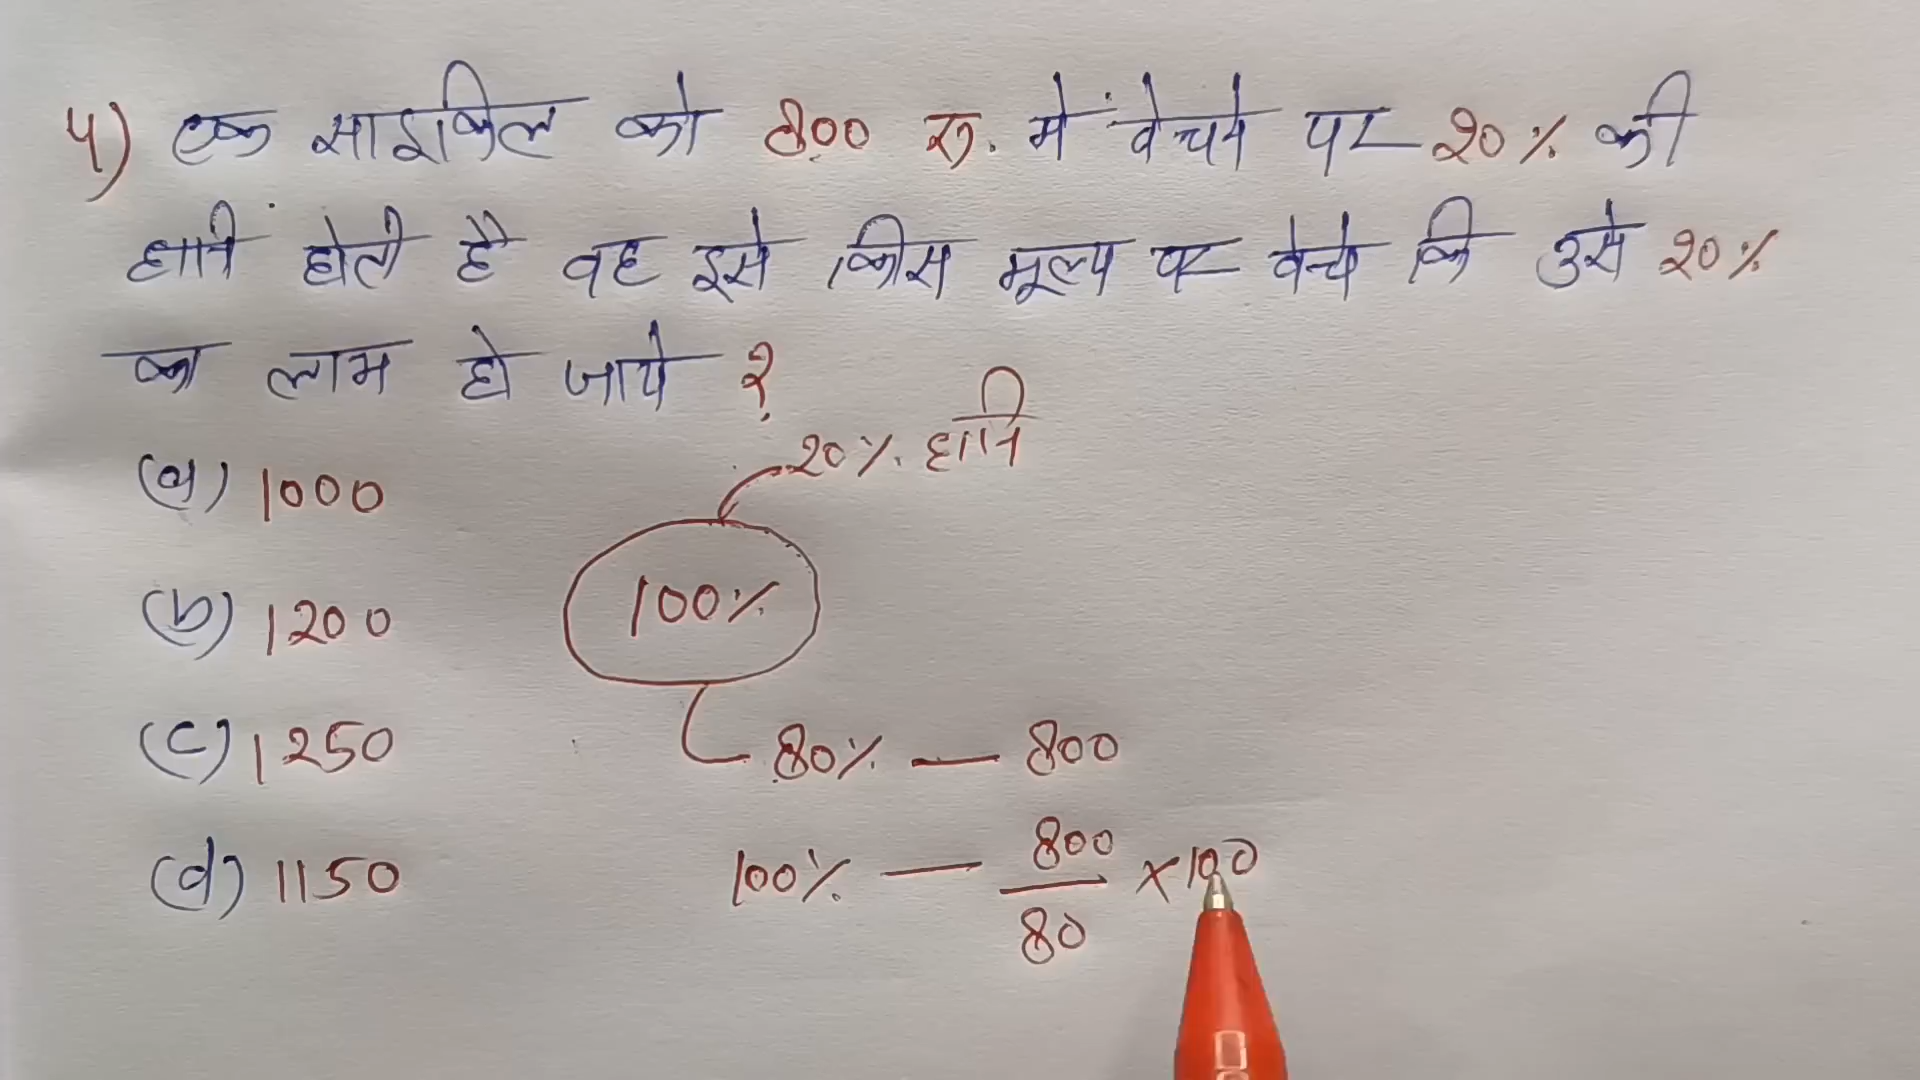 ५) एक साइकिल को 800 रु. में बेचने पर 20% की
हानि होती है वह इसे किस मूल्य पर बेचे कि उसे 20%
का लाभ हो जाये ?
(a) 1000
(b) 1200
(c) 1250
(d) 1150
20% हानि
100%
80% — 800
100% — 800/80 × 100